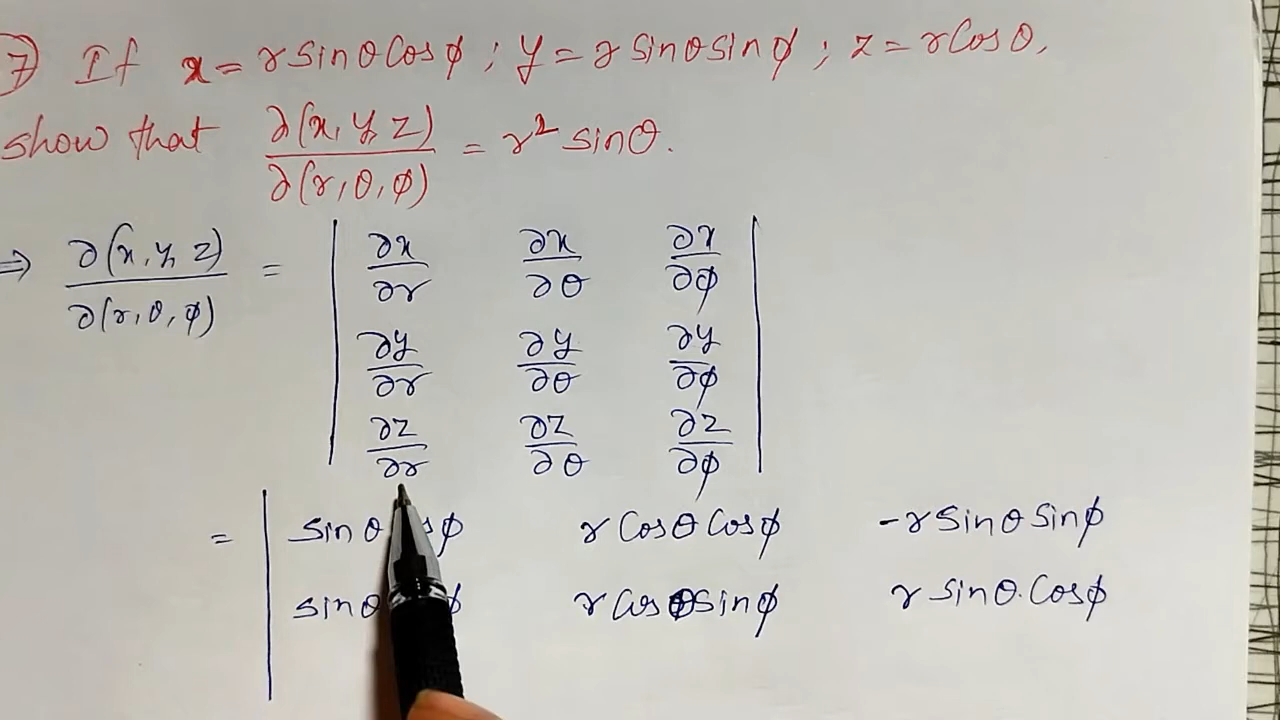 7) If x = r sinθ cosϕ ; y = r sinθ sinϕ ; z = r cosθ,
show that ∂(x, y, z)/∂(r, θ, ϕ) = r² sinθ.
⇒ ∂(x, y, z)/∂(r, θ, ϕ) = | ∂x/∂r ∂x/∂θ ∂x/∂ϕ |
∂y/∂r ∂y/∂θ ∂y/∂ϕ
∂z/∂r ∂z/∂θ ∂z/∂ϕ
= | sinθ ϕ r cosθ cosϕ -r sinθ sinϕ
sinθ ϕ r cosθ sinϕ r sinθ. cosϕ